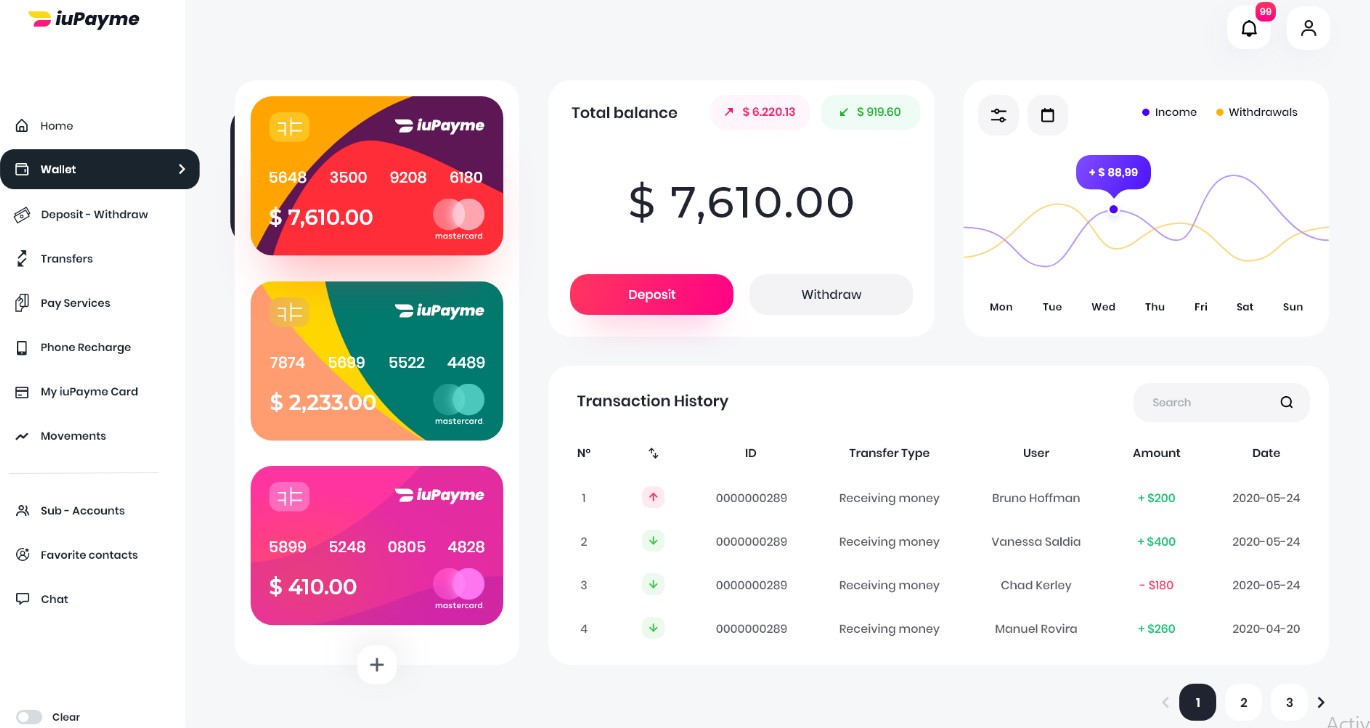 iuPayme
99
Home
Wallet
Deposit - Withdraw
Transfers
Pay Services
Phone Recharge
My iuPayme Card
Movements
Sub - Accounts
Favorite contacts
Chat
Clear
iuPayme
5648 3500 9208 6180
$ 7,610.00
mastercard.
iuPayme
7874 5699 5522 4489
$ 2,233.00
mastercard.
iuPayme
5899 5248 0805 4828
$ 410.00
mastercard.
Total balance $ 6.220.13 $ 919.60
$ 7,610.00
Deposit Withdraw
Income Withdrawals
+ $ 88,99
Mon Tue Wed Thu Fri Sat Sun
Transaction History
Search
Nº ID Transfer Type User Amount Date
1 0000000289 Receiving money Bruno Hoffman + $200 2020-05-24
2 0000000289 Receiving money Vanessa Saldia + $400 2020-05-24
3 0000000289 Receiving money Chad Kerley - $180 2020-05-24
4 0000000289 Receiving money Manuel Rovira + $260 2020-04-20
1 2 3